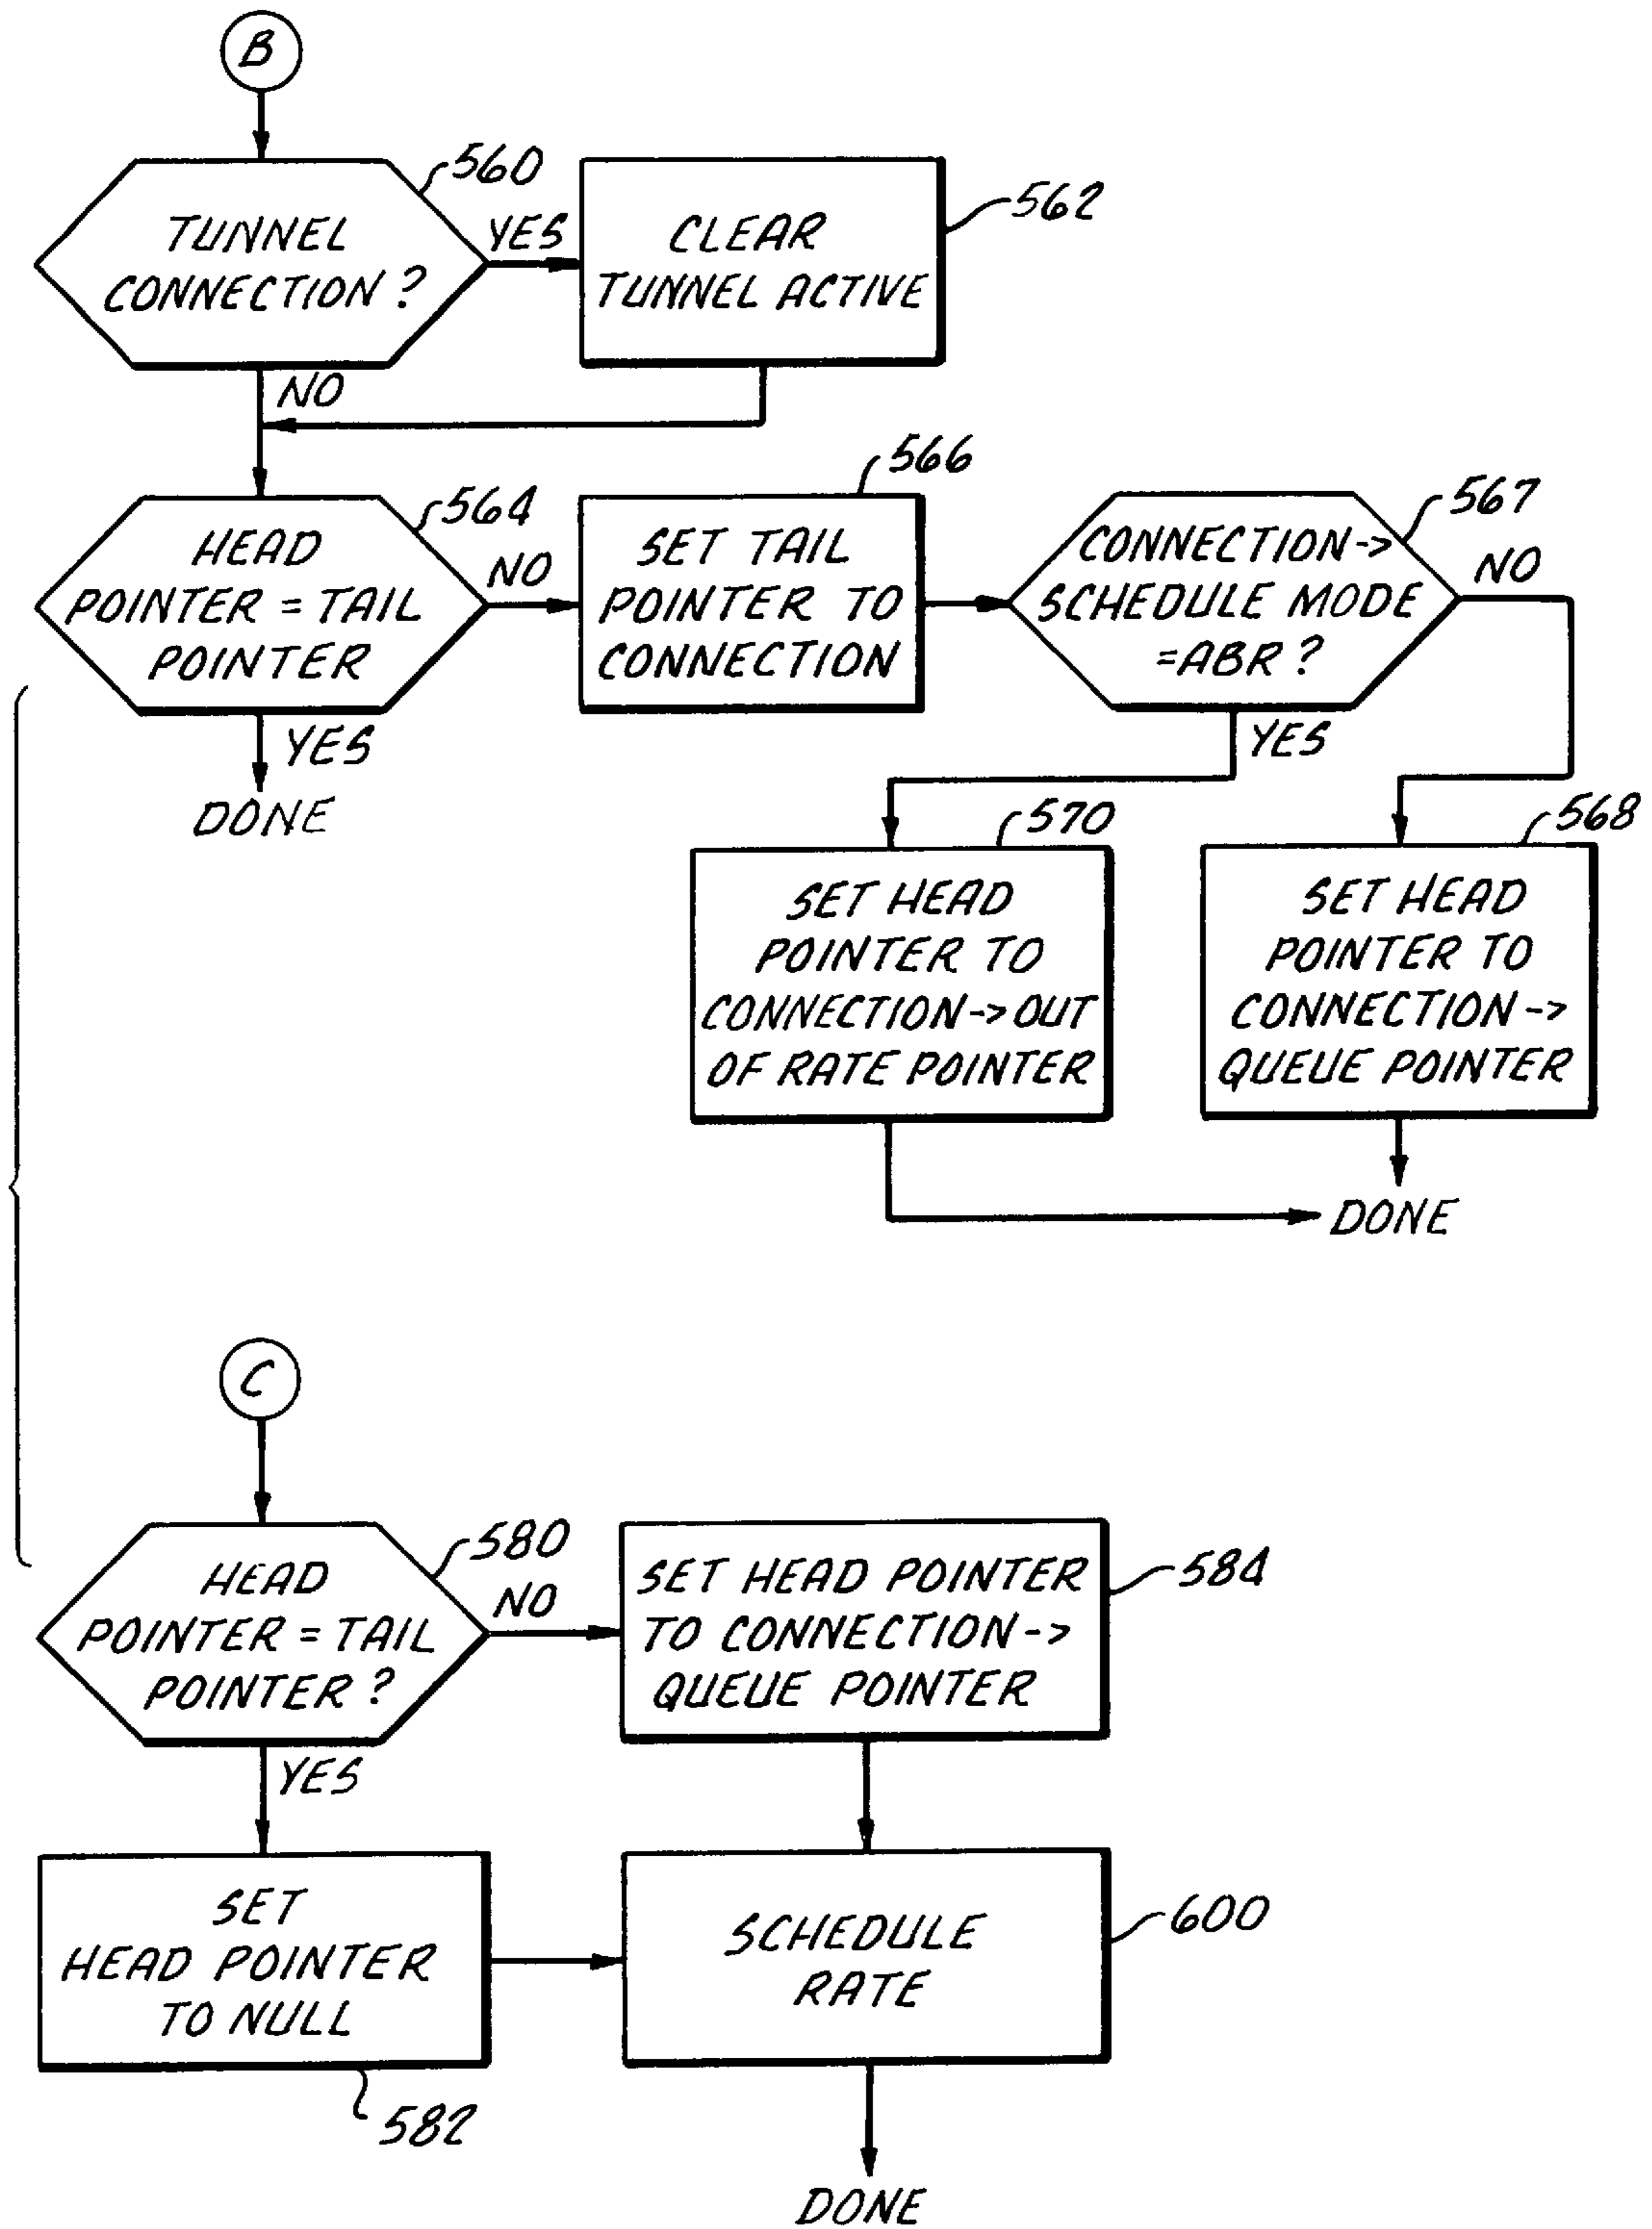 B
560
TUNNEL
CONNECTION ?
YES
CLEAR
TUNNEL ACTIVE
562
NO
564
HEAD
POINTER = TAIL
POINTER
NO
566
SET TAIL
POINTER TO
CONNECTION
567
CONNECTION->
SCHEDULE MODE
=ABR ?
NO
YES
DONE
YES
570
SET HEAD
POINTER TO
CONNECTION-> OUT
OF RATE POINTER
568
SET HEAD
POINTER TO
CONNECTION->
QUEUE POINTER
DONE
C
580
HEAD
POINTER = TAIL
POINTER ?
NO
SET HEAD POINTER
TO CONNECTION->
QUEUE POINTER
584
YES
SET
HEAD POINTER
TO NULL
582
SCHEDULE
RATE
600
DONE